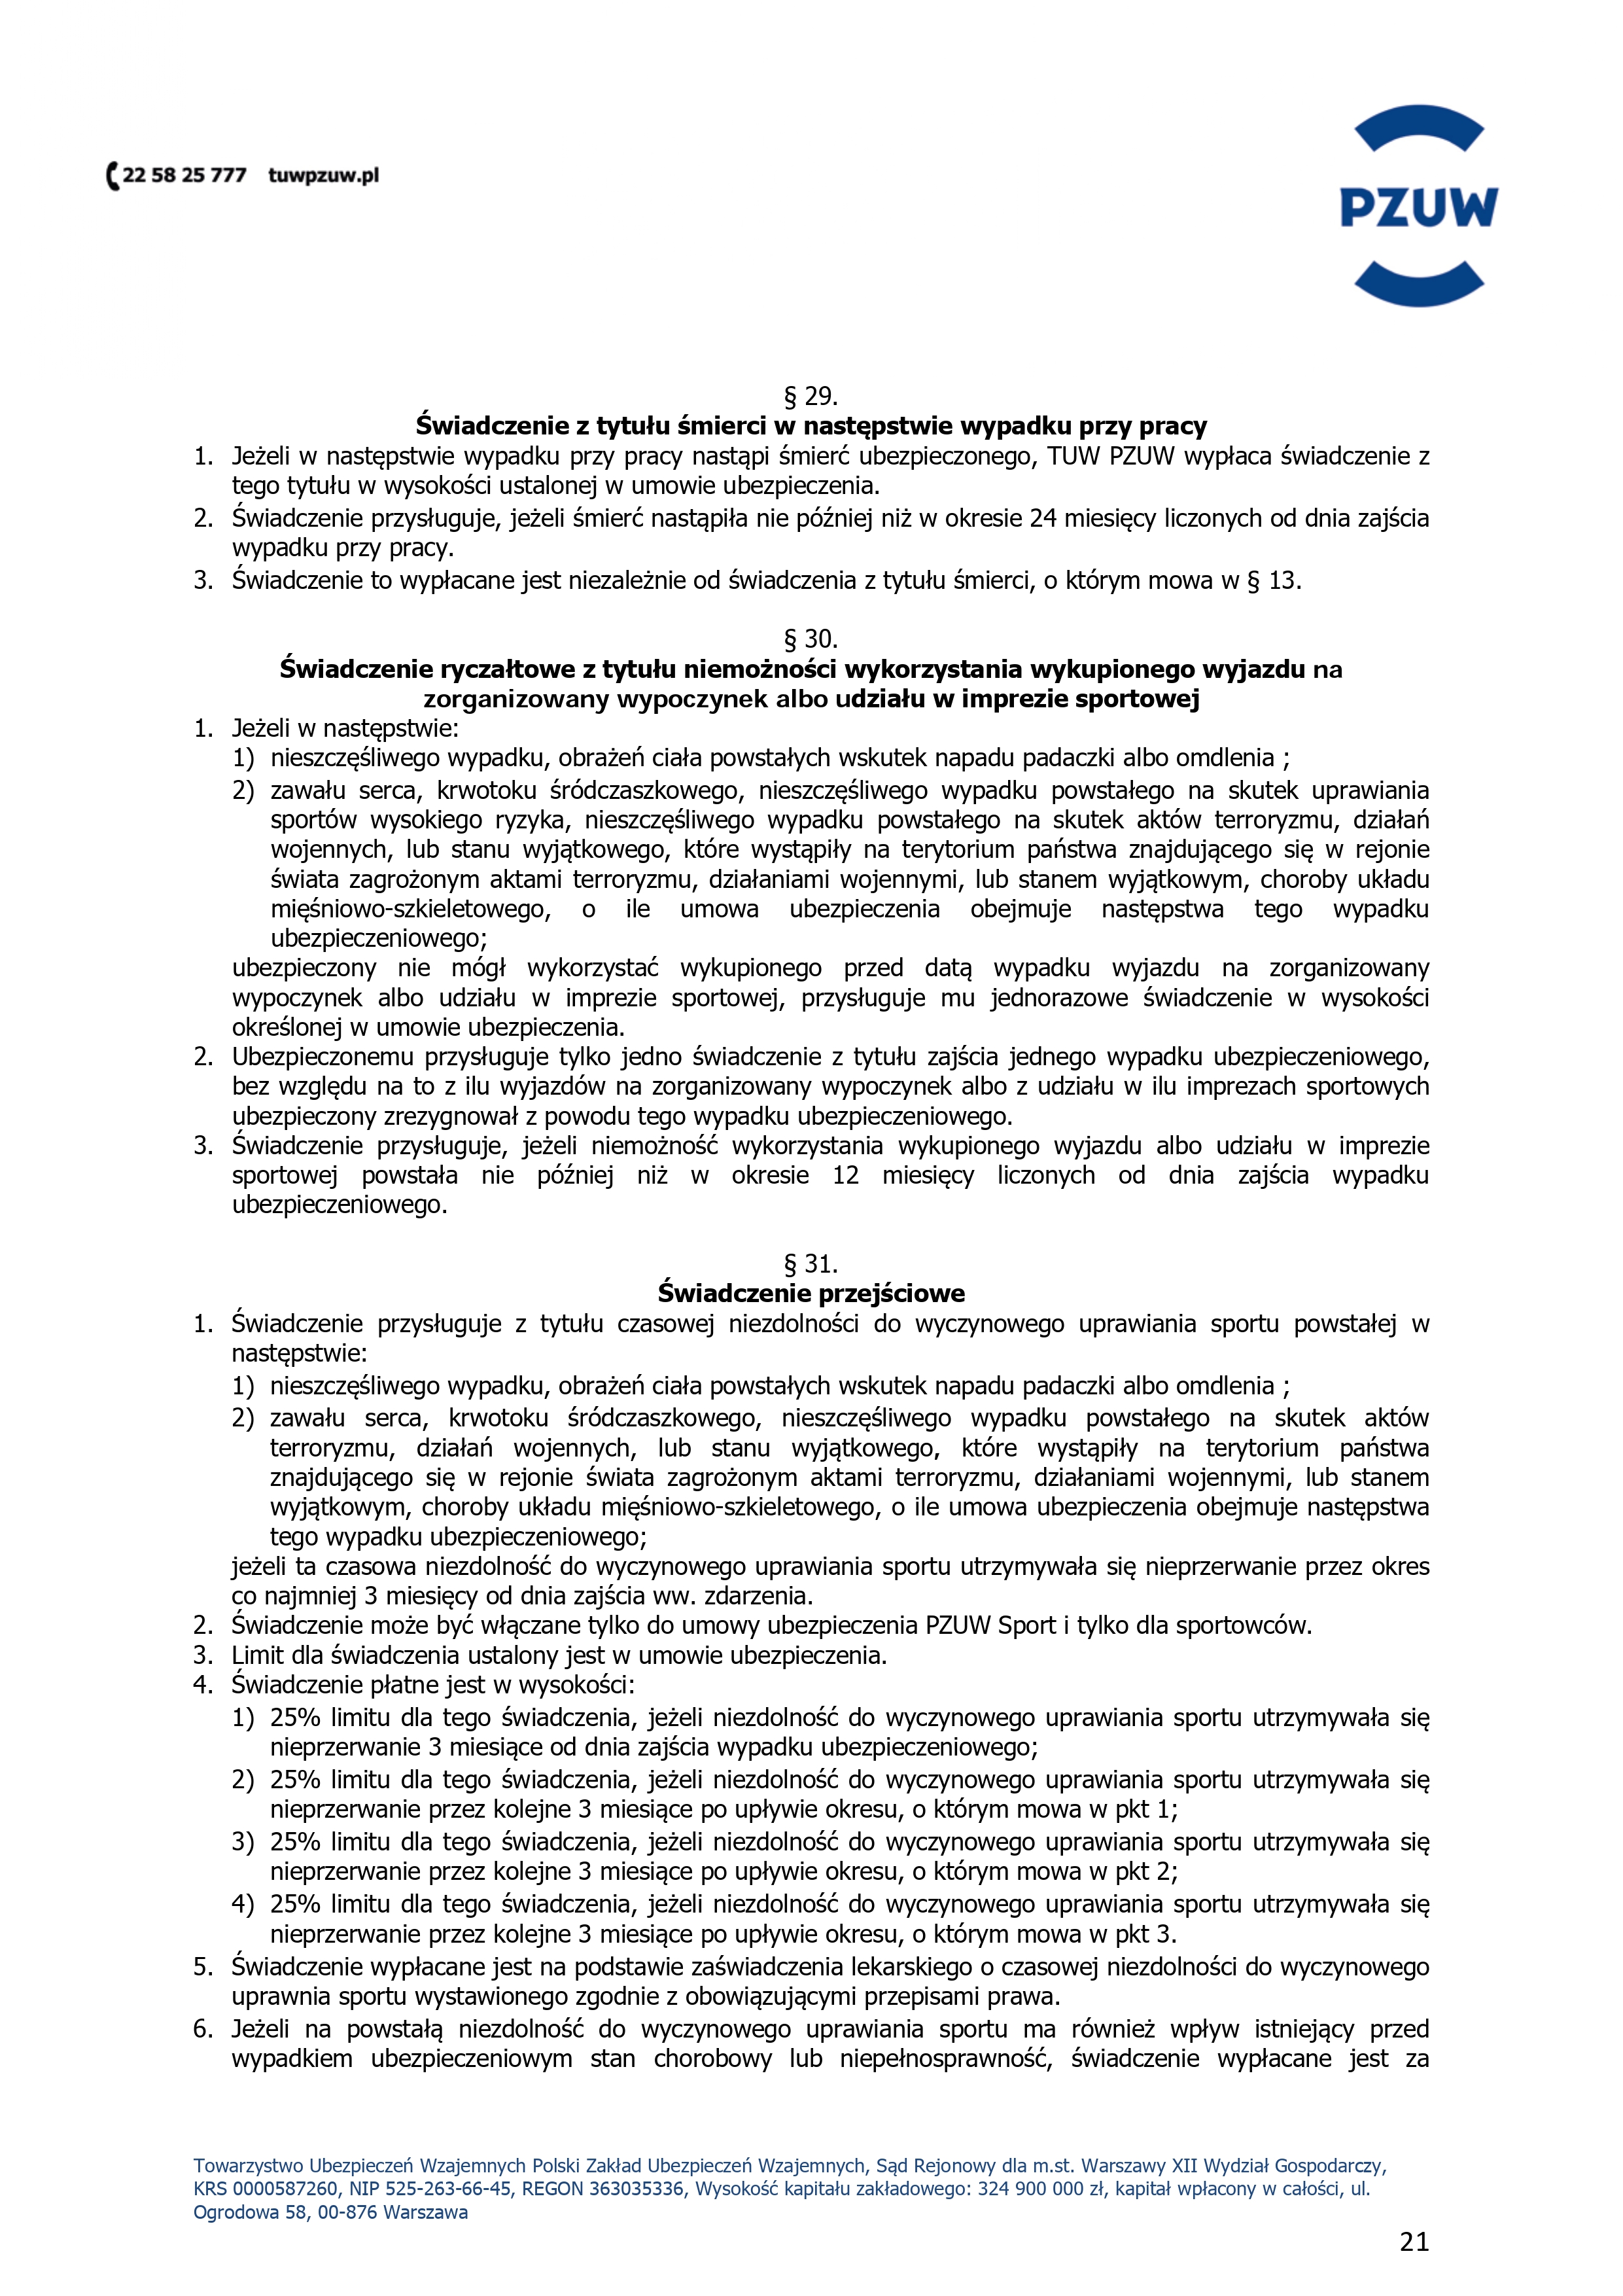 22 58 25 777 tuwpzuw.pl
PZUW
§ 29.
Świadczenie z tytułu śmierci w następstwie wypadku przy pracy
1. Jeżeli w następstwie wypadku przy pracy nastąpi śmierć ubezpieczonego, TUW PZUW wypłaca świadczenie z
tego tytułu w wysokości ustalonej w umowie ubezpieczenia.
2. Świadczenie przysługuje, jeżeli śmierć nastąpiła nie później niż w okresie 24 miesięcy liczonych od dnia zajścia
wypadku przy pracy.
3. Świadczenie to wypłacane jest niezależnie od świadczenia z tytułu śmierci, o którym mowa w § 13.
§ 30.
Świadczenie ryczałtowe z tytułu niemożności wykorzystania wykupionego wyjazdu na
zorganizowany wypoczynek albo udziału w imprezie sportowej
1. Jeżeli w następstwie:
1) nieszczęśliwego wypadku, obrażeń ciała powstałych wskutek napadu padaczki albo omdlenia ;
2) zawału serca, krwotoku śródczaszkowego, nieszczęśliwego wypadku powstałego na skutek uprawiania
sportów wysokiego ryzyka, nieszczęśliwego wypadku powstałego na skutek aktów terroryzmu, działań
wojennych, lub stanu wyjątkowego, które wystąpiły na terytorium państwa znajdującego się w rejonie
świata zagrożonym aktami terroryzmu, działaniami wojennymi, lub stanem wyjątkowym, choroby układu
mięśniowo-szkieletowego, o ile umowa ubezpieczenia obejmuje następstwa tego wypadku
ubezpieczeniowego;
ubezpieczony nie mógł wykorzystać wykupionego przed datą wypadku wyjazdu na zorganizowany
wypoczynek albo udziału w imprezie sportowej, przysługuje mu jednorazowe świadczenie w wysokości
określonej w umowie ubezpieczenia.
2. Ubezpieczonemu przysługuje tylko jedno świadczenie z tytułu zajścia jednego wypadku ubezpieczeniowego,
bez względu na to z ilu wyjazdów na zorganizowany wypoczynek albo z udziału w ilu imprezach sportowych
ubezpieczony zrezygnował z powodu tego wypadku ubezpieczeniowego.
3. Świadczenie przysługuje, jeżeli niemożność wykorzystania wykupionego wyjazdu albo udziału w imprezie
sportowej powstała nie później niż w okresie 12 miesięcy liczonych od dnia zajścia wypadku
ubezpieczeniowego.
§ 31.
Świadczenie przejściowe
1. Świadczenie przysługuje z tytułu czasowej niezdolności do wyczynowego uprawiania sportu powstałej w
następstwie:
1) nieszczęśliwego wypadku, obrażeń ciała powstałych wskutek napadu padaczki albo omdlenia ;
2) zawału serca, krwotoku śródczaszkowego, nieszczęśliwego wypadku powstałego na skutek aktów
terroryzmu, działań wojennych, lub stanu wyjątkowego, które wystąpiły na terytorium państwa
znajdującego się w rejonie świata zagrożonym aktami terroryzmu, działaniami wojennymi, lub stanem
wyjątkowym, choroby układu mięśniowo-szkieletowego, o ile umowa ubezpieczenia obejmuje następstwa
tego wypadku ubezpieczeniowego;
jeżeli ta czasowa niezdolność do wyczynowego uprawiania sportu utrzymywała się nieprzerwanie przez okres
co najmniej 3 miesięcy od dnia zajścia ww. zdarzenia.
2. Świadczenie może być włączane tylko do umowy ubezpieczenia PZUW Sport i tylko dla sportowców.
3. Limit dla świadczenia ustalony jest w umowie ubezpieczenia.
4. Świadczenie płatne jest w wysokości:
1) 25% limitu dla tego świadczenia, jeżeli niezdolność do wyczynowego uprawiania sportu utrzymywała się
nieprzerwanie 3 miesiące od dnia zajścia wypadku ubezpieczeniowego;
2) 25% limitu dla tego świadczenia, jeżeli niezdolność do wyczynowego uprawiania sportu utrzymywała się
nieprzerwanie przez kolejne 3 miesiące po upływie okresu, o którym mowa w pkt 1;
3) 25% limitu dla tego świadczenia, jeżeli niezdolność do wyczynowego uprawiania sportu utrzymywała się
nieprzerwanie przez kolejne 3 miesiące po upływie okresu, o którym mowa w pkt 2;
4) 25% limitu dla tego świadczenia, jeżeli niezdolność do wyczynowego uprawiania sportu utrzymywała się
nieprzerwanie przez kolejne 3 miesiące po upływie okresu, o którym mowa w pkt 3.
5. Świadczenie wypłacane jest na podstawie zaświadczenia lekarskiego o czasowej niezdolności do wyczynowego
uprawnia sportu wystawionego zgodnie z obowiązującymi przepisami prawa.
6. Jeżeli na powstałą niezdolność do wyczynowego uprawiania sportu ma również wpływ istniejący przed
wypadkiem ubezpieczeniowym stan chorobowy lub niepełnosprawność, świadczenie wypłacane jest za
Towarzystwo Ubezpieczeń Wzajemnych Polski Zakład Ubezpieczeń Wzajemnych, Sąd Rejonowy dla m.st. Warszawy XII Wydział Gospodarczy,
KRS 0000587260, NIP 525-263-66-45, REGON 363035336, Wysokość kapitału zakładowego: 324 900 000 zł, kapitał wpłacony w całości, ul.
Ogrodowa 58, 00-876 Warszawa
21